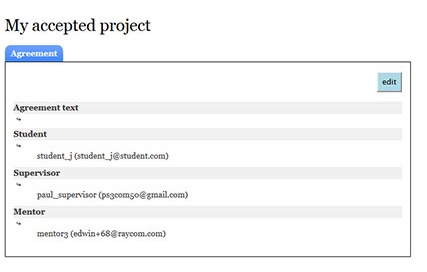 My accepted project
Agreement
edit
Agreement text
Student
student_j (student_j@student.com)
Supervisor
paul_supervisor (ps3com50@gmail.com)
Mentor
mentor3 (edwin+68@raycom.com)